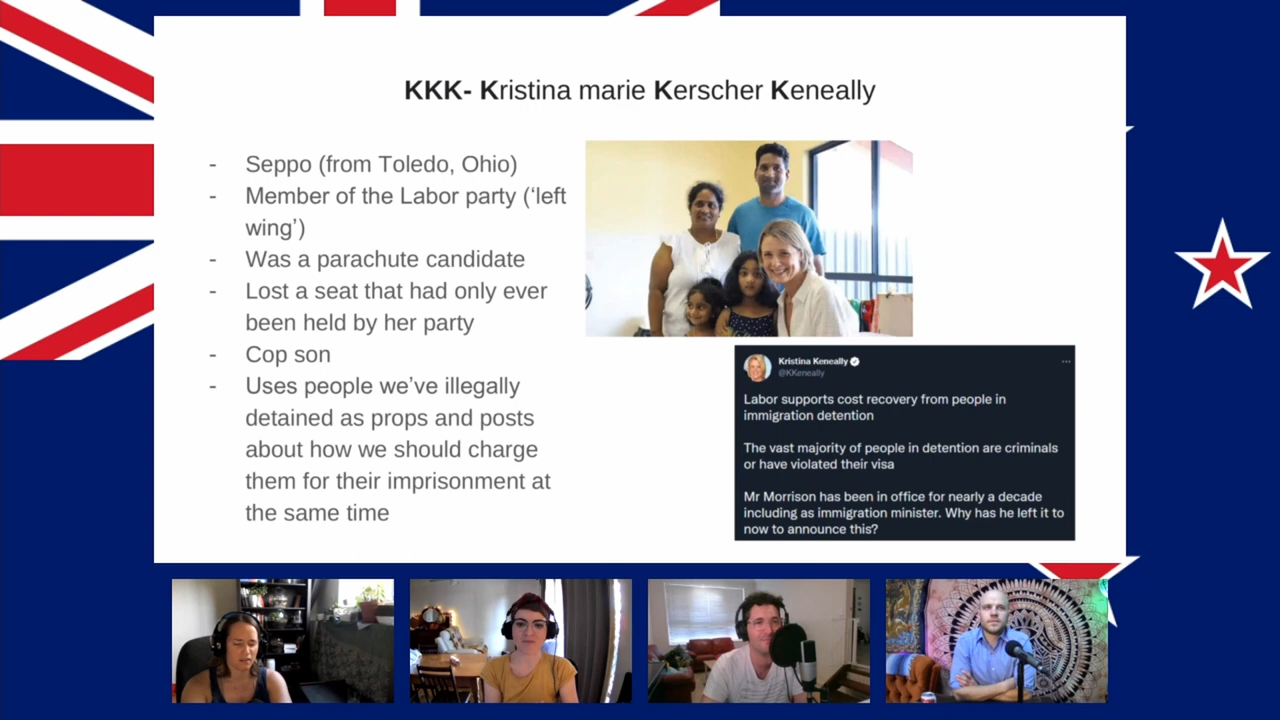 KKK- Kristina marie Kerscher Keneally
- Seppo (from Toledo, Ohio)
- Member of the Labor party (‘left
wing’)
- Was a parachute candidate
- Lost a seat that had only ever
been held by her party
- Cop son
- Uses people we’ve illegally
detained as props and posts
about how we should charge
them for their imprisonment at
the same time
Kristina Keneally
@KKeneally
Labor supports cost recovery from people in
immigration detention
The vast majority of people in detention are criminals
or have violated their visa
Mr Morrison has been in office for nearly a decade
including as immigration minister. Why has he left it to
now to announce this?